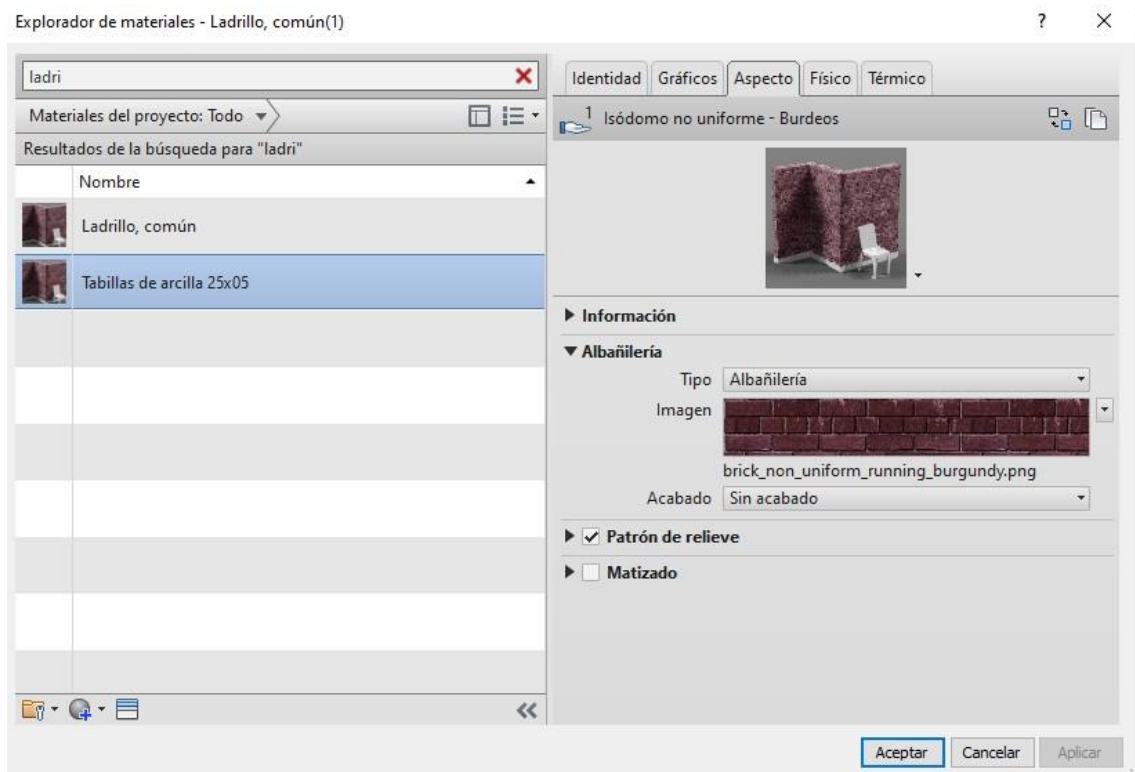 Explorador de materiales - Ladrillo, común(1)
?
ladri
Materiales del proyecto: Todo
Resultados de la búsqueda para "ladri"
Nombre
Ladrillo, común
Tabillas de arcilla 25x05
Identidad Gráficos Aspecto Físico Térmico
1 Isódomo no uniforme - Burdeos
Información
Albañilería
Tipo Albañilería
Imagen
brick_non_uniform_running_burgundy.png
Acabado Sin acabado
Patrón de relieve
Matizado
Aceptar Cancelar Aplicar